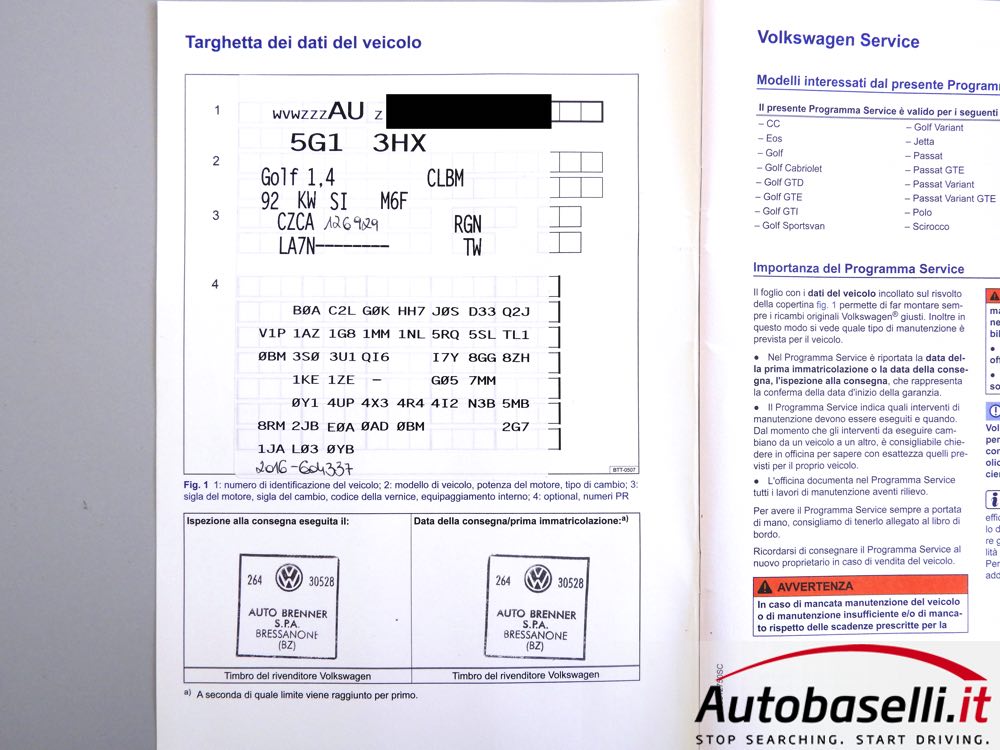 Targhetta dei dati del veicolo
1
WVWZZZAU Z
5G1 3HX
2
Golf 1,4 CLBM
92 KW SI M6F
3
CZCA 126929 RGN
LA7N-------- TW
4
B0A C2L G0K HH7 J0S D33 Q2J
V1P 1AZ 1G8 1MM 1NL 5RQ 5SL TL1
0BM 3S0 3U1 QI6 I7Y 8GG 8ZH
1KE 1ZE - G05 7MM
0Y1 4UP 4X3 4R4 4I2 N3B 5MB
8RM 2JB E0A 0AD 0BM 2G7
1JA L03 0YB
2016-604337
BTT-0507
Fig. 1 1: numero di identificazione del veicolo; 2: modello di veicolo, potenza del motore, tipo di cambio; 3:
sigla del motore, sigla del cambio, codice della vernice, equipaggiamento interno; 4: optional, numeri PR
Ispezione alla consegna eseguita il:
264 30528
AUTO BRENNER
S.P.A.
BRESSANONE
(BZ)
Timbro del rivenditore Volkswagen
Data della consegna/prima immatricolazione:a)
264 30528
AUTO BRENNER
S.P.A.
BRESSANONE
(BZ)
Timbro del rivenditore Volkswagen
a) A seconda di quale limite viene raggiunto per primo.
Volkswagen Service
Modelli interessati dal presente Program
Il presente Programma Service è valido per i seguenti
– CC
– Eos
– Golf
– Golf Cabriolet
– Golf GTD
– Golf GTE
– Golf GTI
– Golf Sportsvan
– Golf Variant
– Jetta
– Passat
– Passat GTE
– Passat Variant
– Passat Variant GTE
– Polo
– Scirocco
Importanza del Programma Service
Il foglio con i dati del veicolo incollato sul risvolto
della copertina fig. 1 permette di far montare sem-
pre i ricambi originali Volkswagen® giusti. Inoltre in
questo modo si vede quale tipo di manutenzione è
prevista per il veicolo.
● Nel Programma Service è riportata la data del-
la prima immatricolazione o la data della conse-
gna, l'ispezione alla consegna, che rappresenta
la conferma della data d'inizio della garanzia.
● Il Programma Service indica quali interventi di
manutenzione devono essere eseguiti e quando.
Dal momento che gli interventi da eseguire cam-
biano da un veicolo a un altro, è consigliabile chie-
dere in officina per sapere con esattezza quelli pre-
visti per il proprio veicolo.
● L'officina documenta nel Programma Service
tutti i lavori di manutenzione aventi rilievo.
Per avere il Programma Service sempre a portata
di mano, consigliamo di tenerlo allegato al libro di
bordo.
Ricordarsi di consegnare il Programma Service al
nuovo proprietario in caso di vendita del veicolo.
AVVERTENZA
In caso di mancata manutenzione del veicolo
o di manutenzione insufficiente e/o di manca-
to rispetto delle scadenze prescritte per la
Autobaselli.it
STOP SEARCHING. START DRIVING.